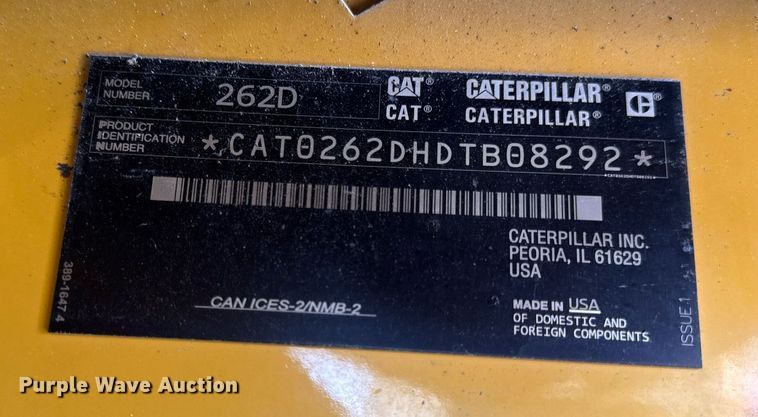 MODEL NUMBER 262D
CAT® CATERPILLAR® C
CAT® CATERPILLAR®
PRODUCT IDENTIFICATION NUMBER *CAT0262DHDTB08292*
*CAT0262DHDTB08292*
CATERPILLAR INC.
PEORIA, IL 61629
USA
CAN ICES-2/NMB-2
MADE IN USA
OF DOMESTIC AND
FOREIGN COMPONENTS
389-1647 4
ISSUE 1
Purple Wave Auction